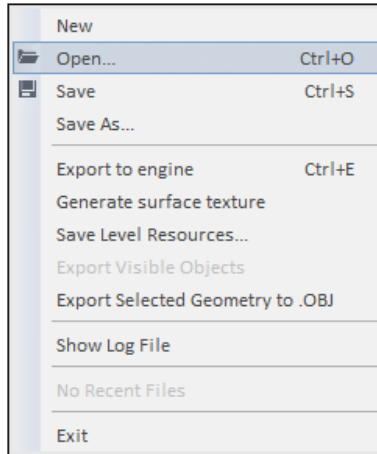 New
Open... Ctrl+O
Save Ctrl+S
Save As...
Export to engine Ctrl+E
Generate surface texture
Save Level Resources...
Export Visible Objects
Export Selected Geometry to .OBJ
Show Log File
No Recent Files
Exit